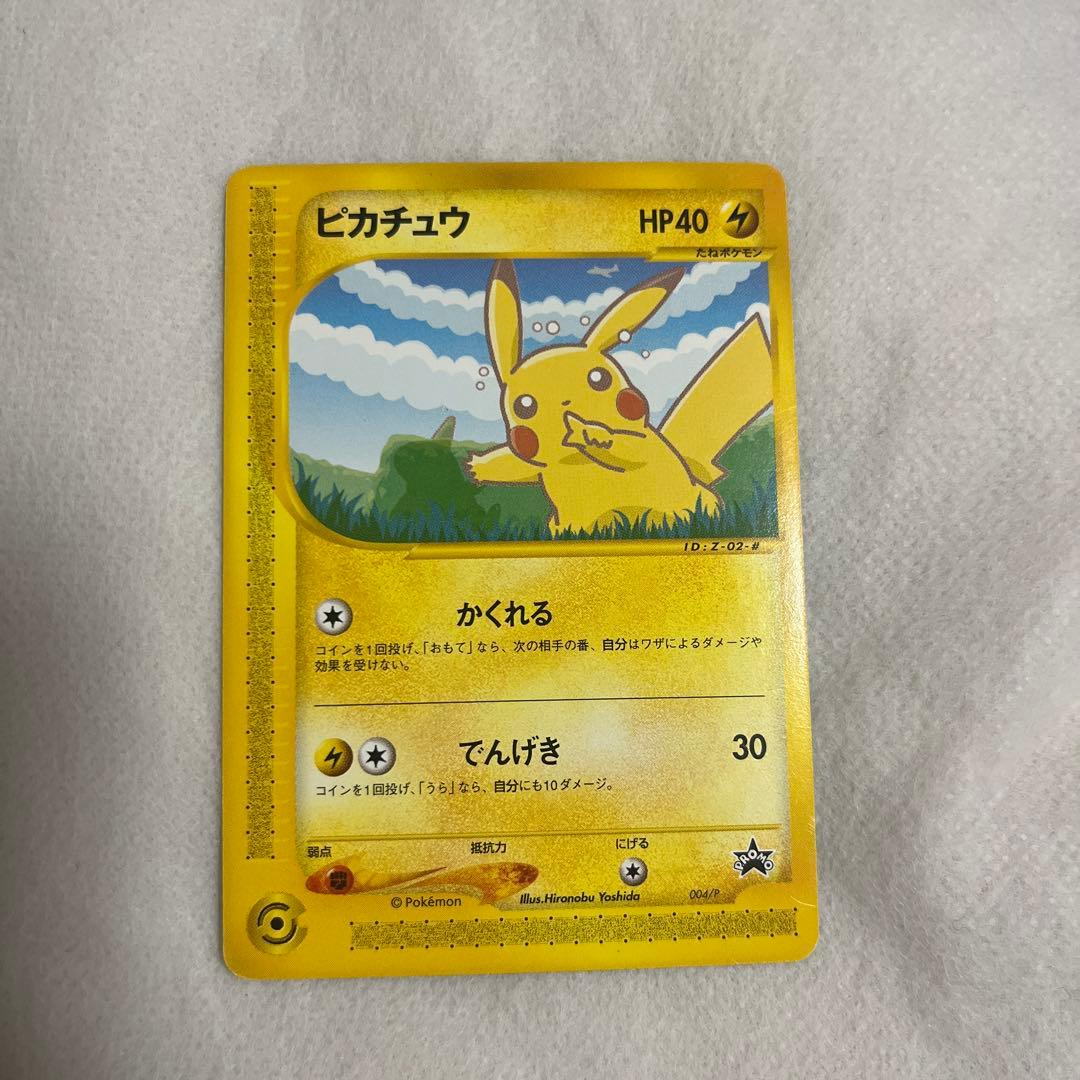 ピカチュウ HP40
たねポケモン
ID:Z-02-#
かくれる
コインを1回投げ、「おもて」なら、次の相手の番、自分はワザによるダメージや
効果を受けない。
でんげき 30
コインを1回投げ、「うら」なら、自分にも10ダメージ。
弱点 抵抗力 にげる
PROMO
©Pokémon Illus.Hironobu Yoshida 004/P